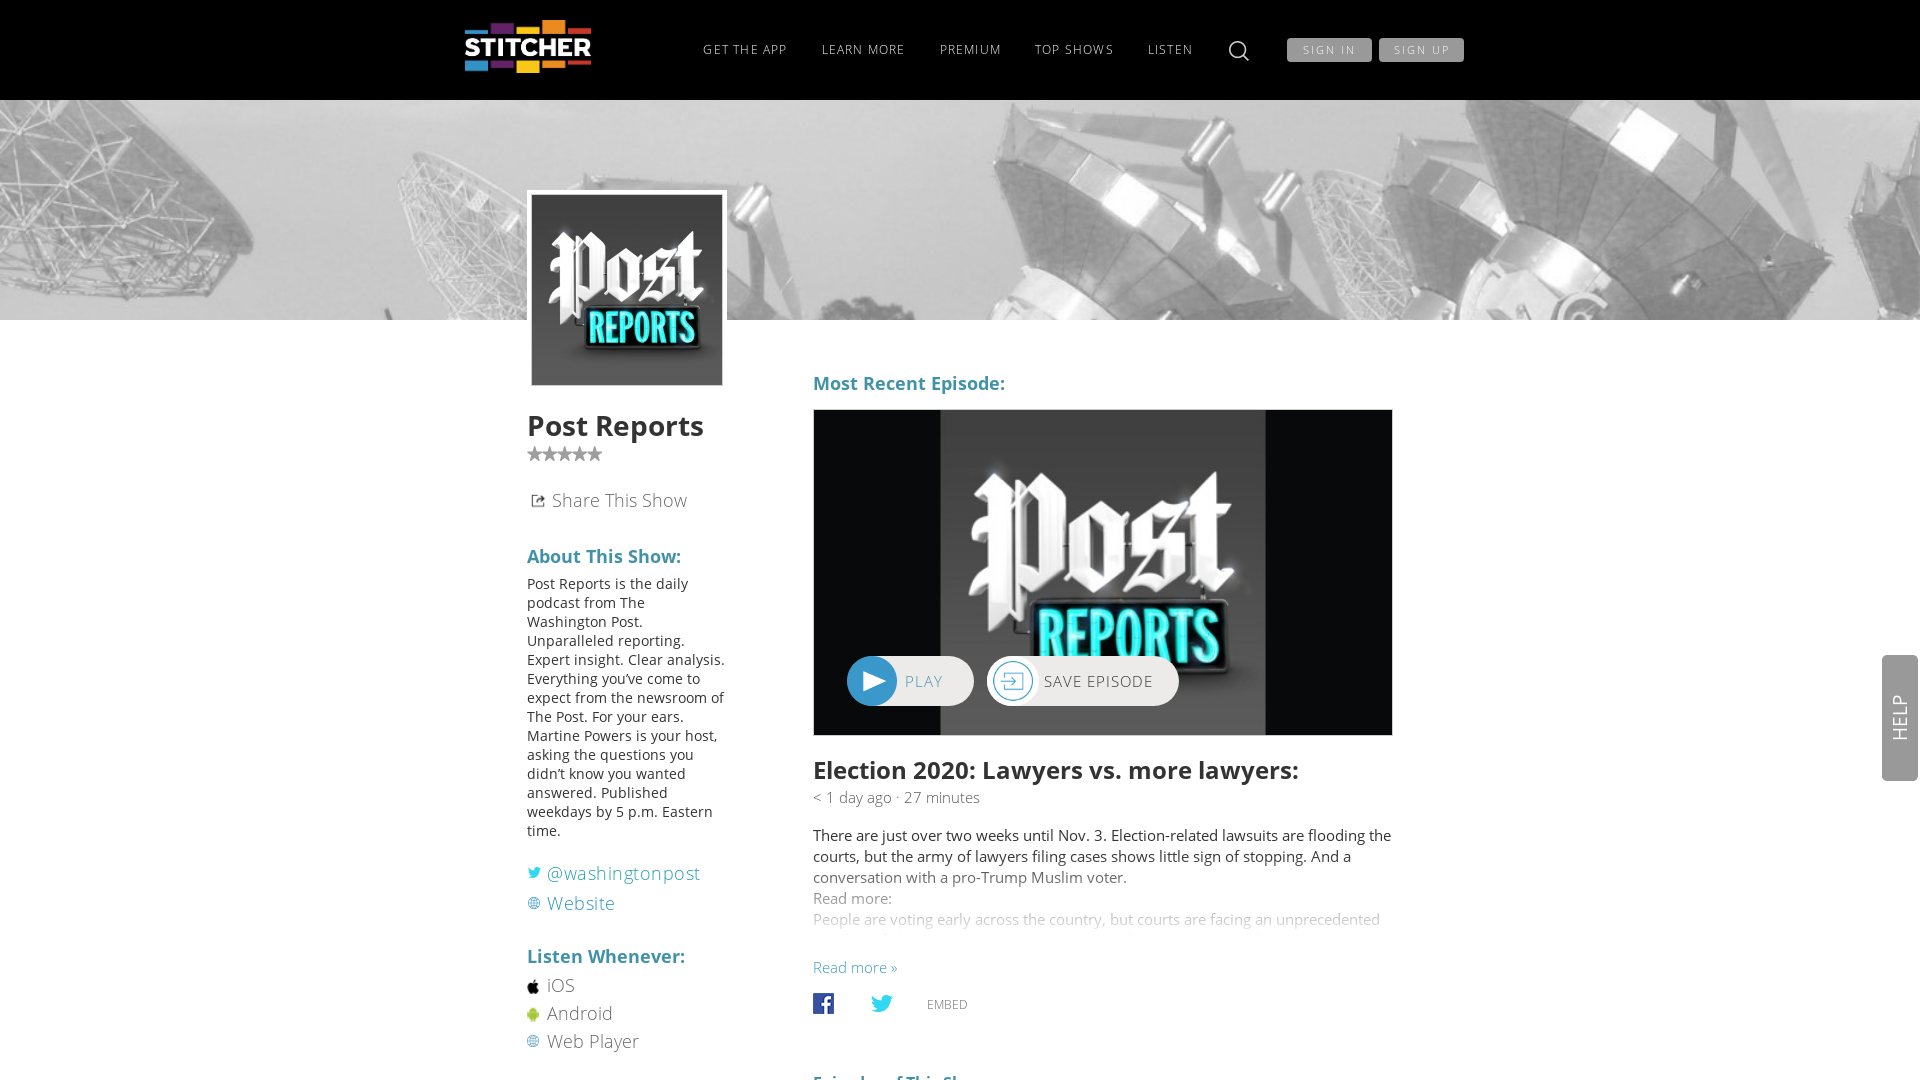 STITCHER
GET THE APP
LEARN MORE
PREMIUM
TOP SHOWS
LISTEN
SIGN IN
SIGN UP
Post
REPORTS
Post Reports
Share This Show
About This Show:
Post Reports is the daily
podcast from The
Washington Post.
Unparalleled reporting.
Expert insight. Clear analysis.
Everything you’ve come to
expect from the newsroom of
The Post. For your ears.
Martine Powers is your host,
asking the questions you
didn’t know you wanted
answered. Published
weekdays by 5 p.m. Eastern
time.
@washingtonpost
Website
Listen Whenever:
iOS
Android
Web Player
Most Recent Episode:
Post
REPORTS
PLAY
SAVE EPISODE
Election 2020: Lawyers vs. more lawyers:
< 1 day ago · 27 minutes
There are just over two weeks until Nov. 3. Election-related lawsuits are flooding the
courts, but the army of lawyers filing cases shows little sign of stopping. And a
conversation with a pro-Trump Muslim voter.
Read more:
People are voting early across the country, but courts are facing an unprecedented
Read more »
EMBED
HELP